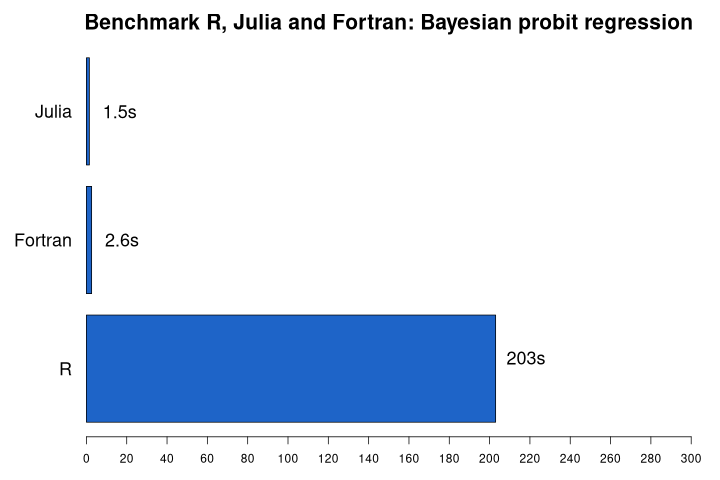 Benchmark R, Julia and Fortran: Bayesian probit regression
Julia 1.5s
Fortran 2.6s
R 203s
0 20 40 60 80 100 120 140 160 180 200 220 240 260 280 300